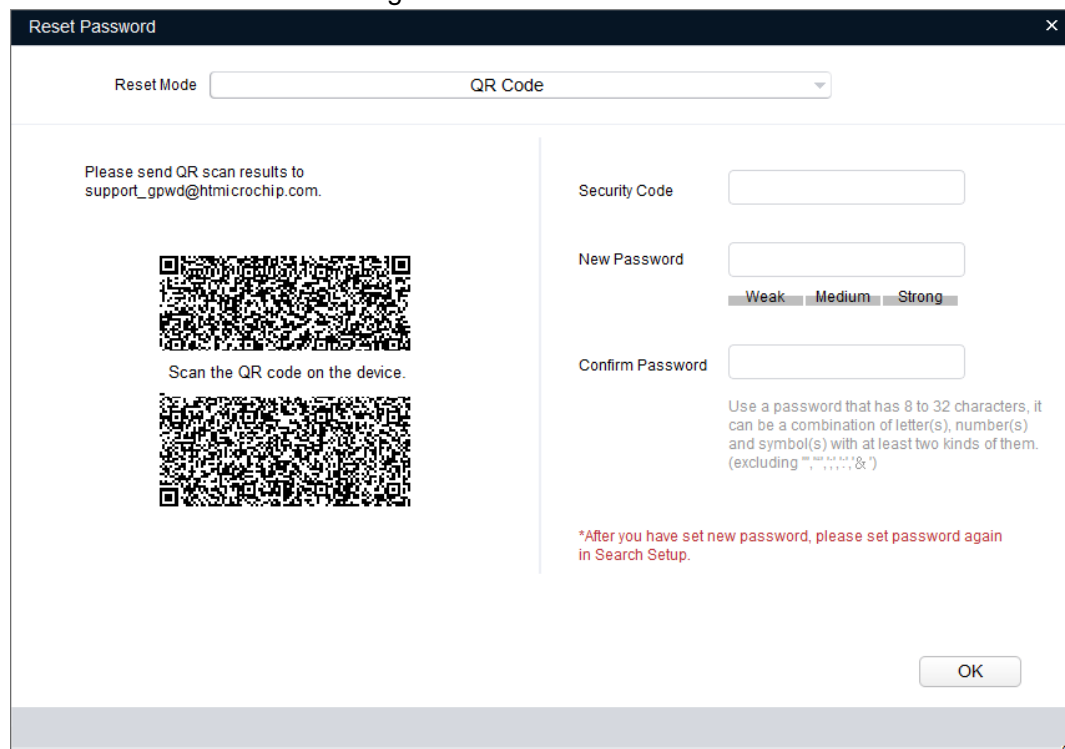 Reset Password
Reset Mode
QR Code
Please send QR scan results to
support_gpwd@htmicrochip.com.
Scan the QR code on the device.
Security Code
New Password
Weak Medium Strong
Confirm Password
Use a password that has 8 to 32 characters, it
can be a combination of letter(s), number(s)
and symbol(s) with at least two kinds of them.
(excluding
*After you have set new password, please set password again
in Search Setup.
OK